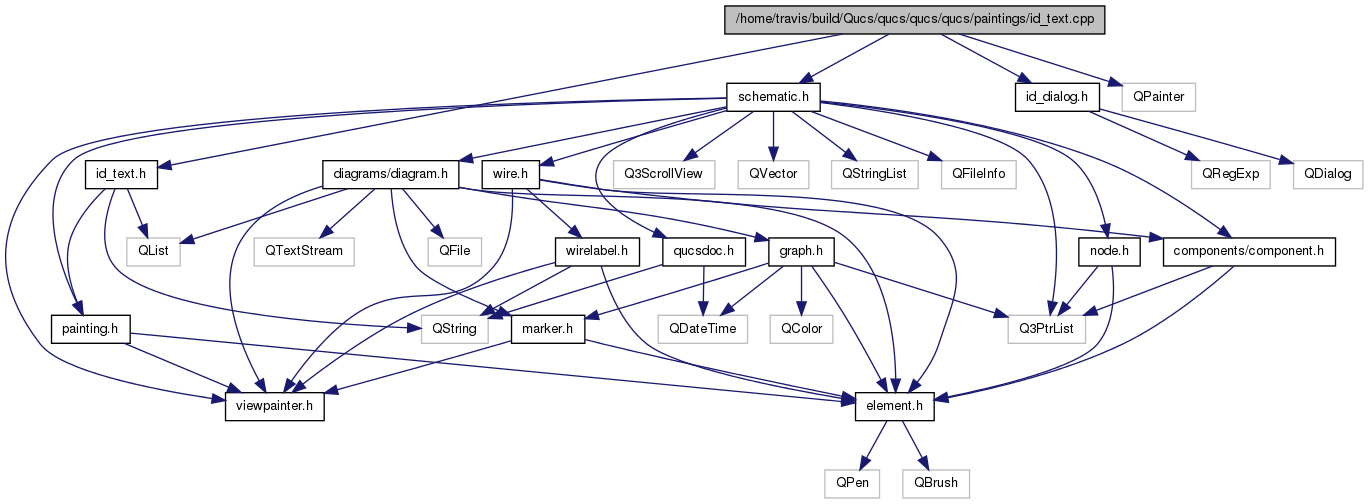 /home/travis/build/Qucs/qucs/qucs/qucs/paintings/id_text.cpp
schematic.h
id_dialog.h
QPainter
id_text.h
diagrams/diagram.h
wire.h
Q3ScrollView
QVector
QStringList
QFileInfo
QRegExp
QDialog
QList
QTextStream
QFile
wirelabel.h
qucsdoc.h
graph.h
node.h
components/component.h
painting.h
QString
marker.h
QDateTime
QColor
Q3PtrList
viewpainter.h
element.h
QPen
QBrush